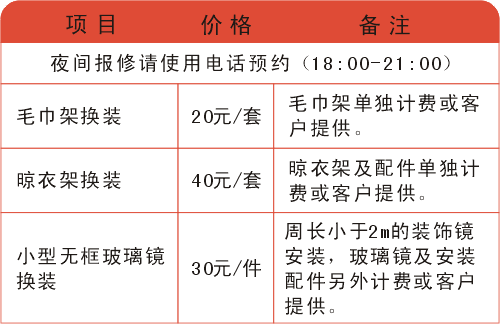 项目 价格 备注
夜间报修请使用电话预约（18:00-21:00）
毛巾架换装 20元/套 毛巾架单独计费或客
户提供。
晾衣架换装 40元/套 晾衣架及配件单独计
费或客户提供。
小型无框玻璃镜
换装 30元/件 周长小于2m的装饰镜
安装，玻璃镜及安装
配件另外计费或客户
提供。